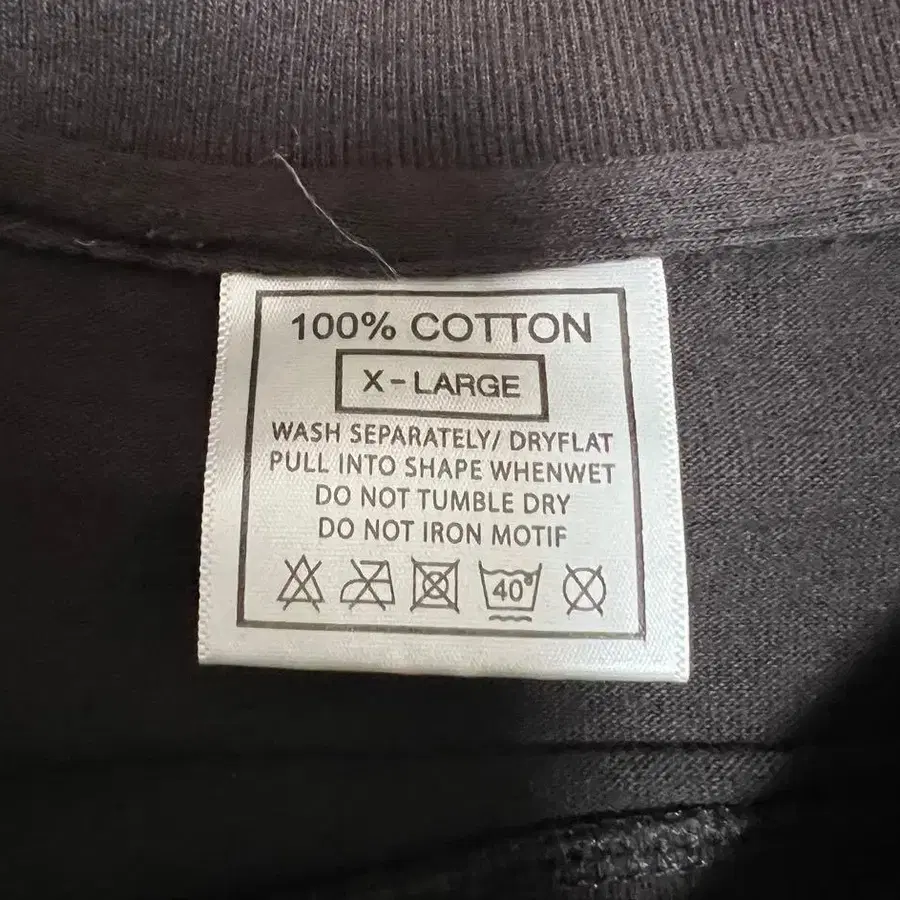 100% COTTON
X-LARGE
WASH SEPARATELY/ DRYFLAT
PULL INTO SHAPE WHENWET
DO NOT TUMBLE DRY
DO NOT IRON MOTIF
40°